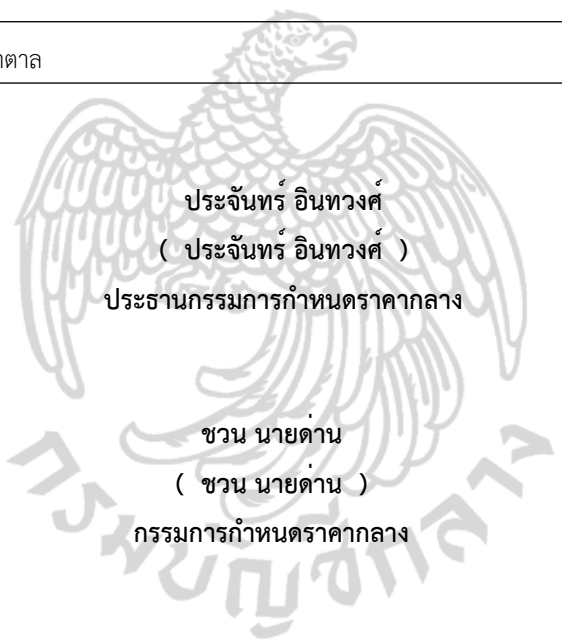 ตาล
ประจันทร์ อินทวงศ์
( ประจันทร์ อินทวงศ์ )
ประธานกรรมการกำหนดราคากลาง
ชวน นายด่าน
( ชวน นายด่าน )
กรรมการกำหนดราคากลาง
กรมบัญชีกลาง